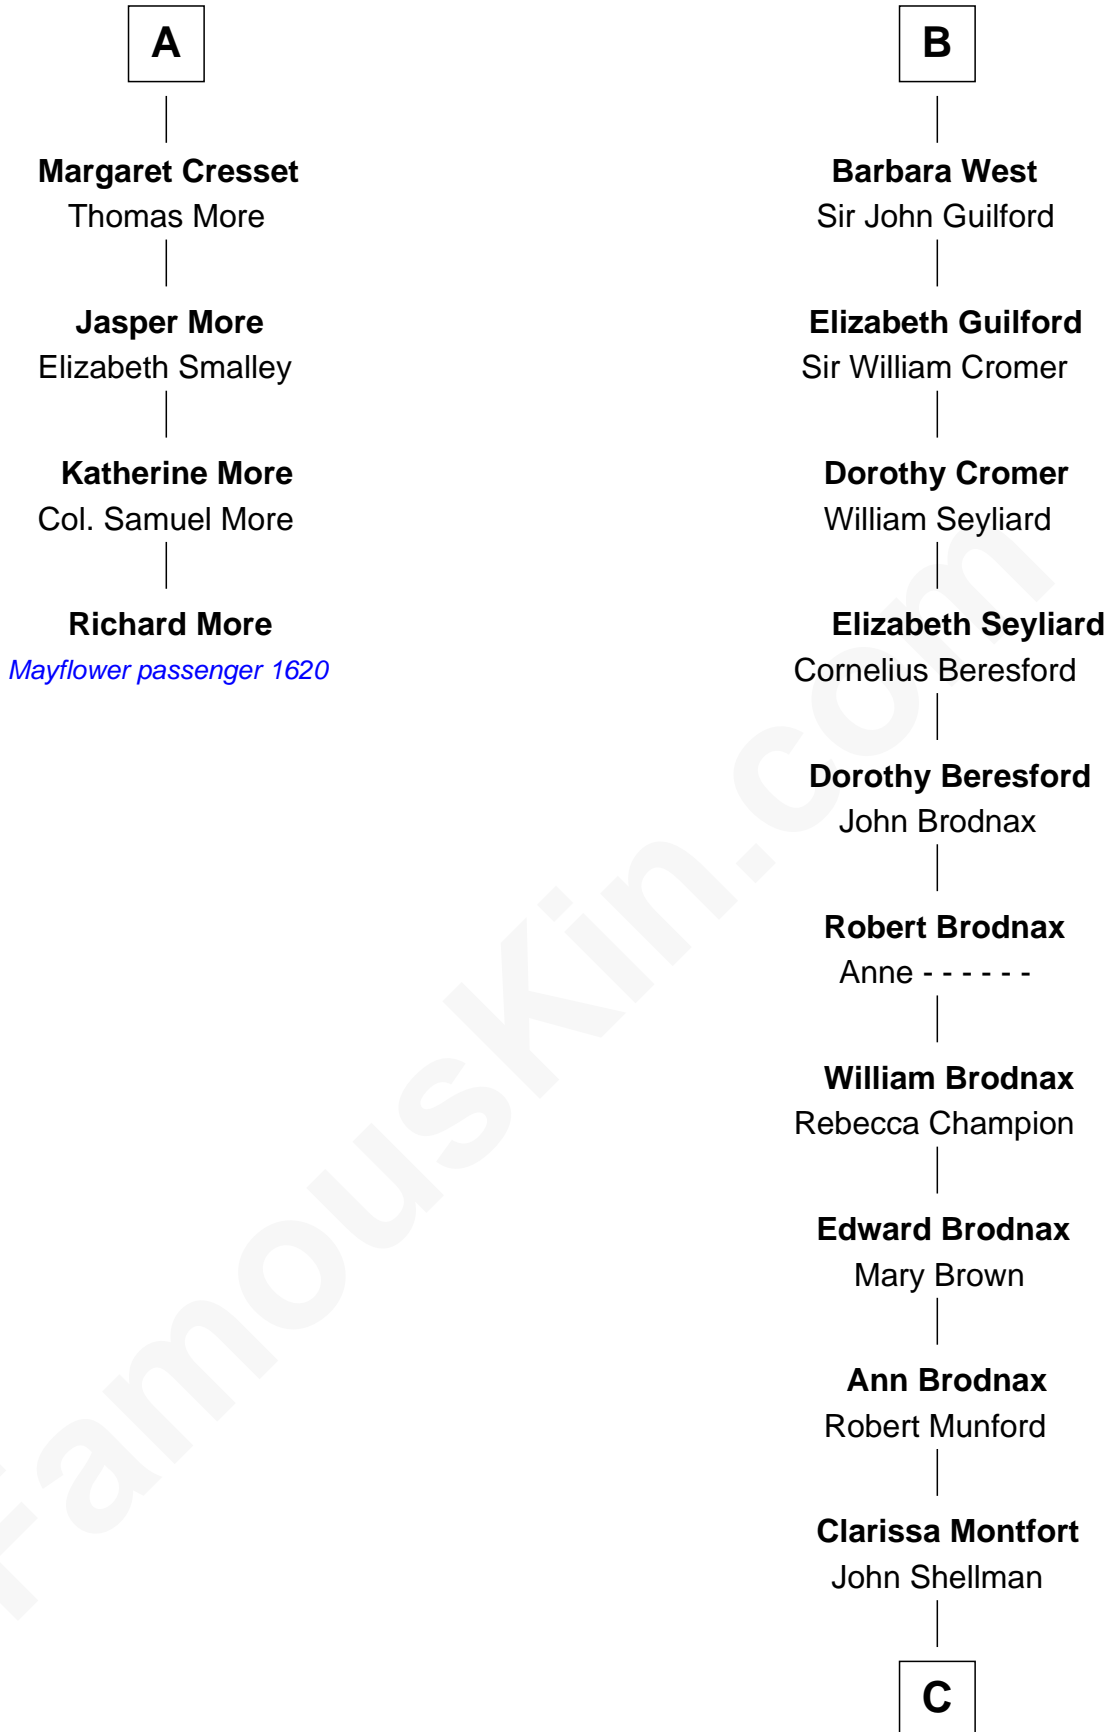 A
Margaret Cresset
Thomas More
Jasper More
Elizabeth Smalley
Katherine More
Col. Samuel More
Richard More
Mayflower passenger 1620
B
Barbara West
Sir John Guilford
Elizabeth Guilford
Sir William Cromer
Dorothy Cromer
William Seyliard
Elizabeth Seyliard
Cornelius Beresford
Dorothy Beresford
John Brodnax
Robert Brodnax
Anne - - - - - -
William Brodnax
Rebecca Champion
Edward Brodnax
Mary Brown
Ann Brodnax
Robert Munford
Clarissa Montfort
John Shellman
C
FamousKin.com